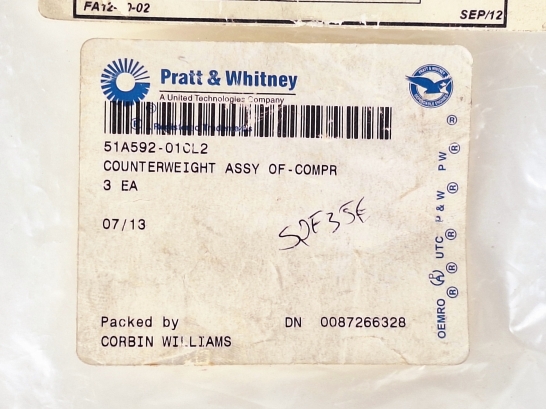 SEP/12
Pratt & Whitney
A United Technologies Company
51A592-01CL2
COUNTERWEIGHT ASSY OF-COMPR
3 EA
07/13
Packed by
DN 0087266328
CORBIN WILLIAMS
OEMRO ® ® UTC ® P & W ® PW ®